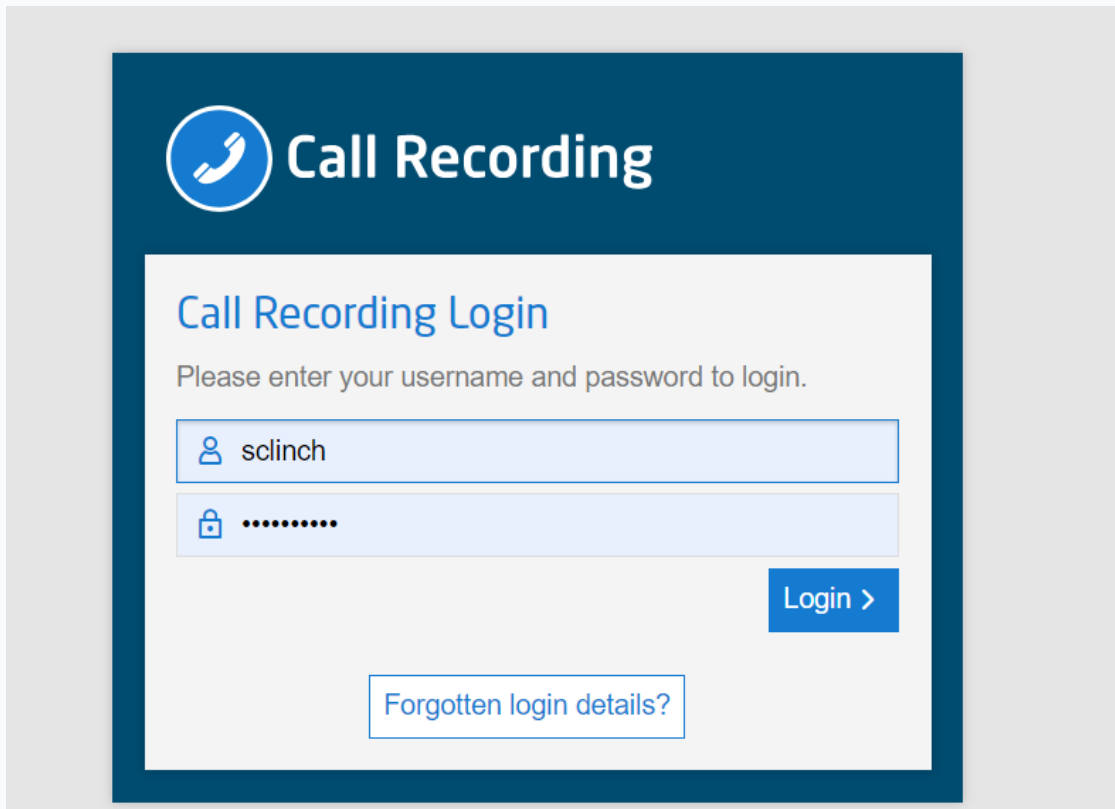 Call Recording
Call Recording Login
Please enter your username and password to login.
sclinch
••••••••••
Login >
Forgotten login details?